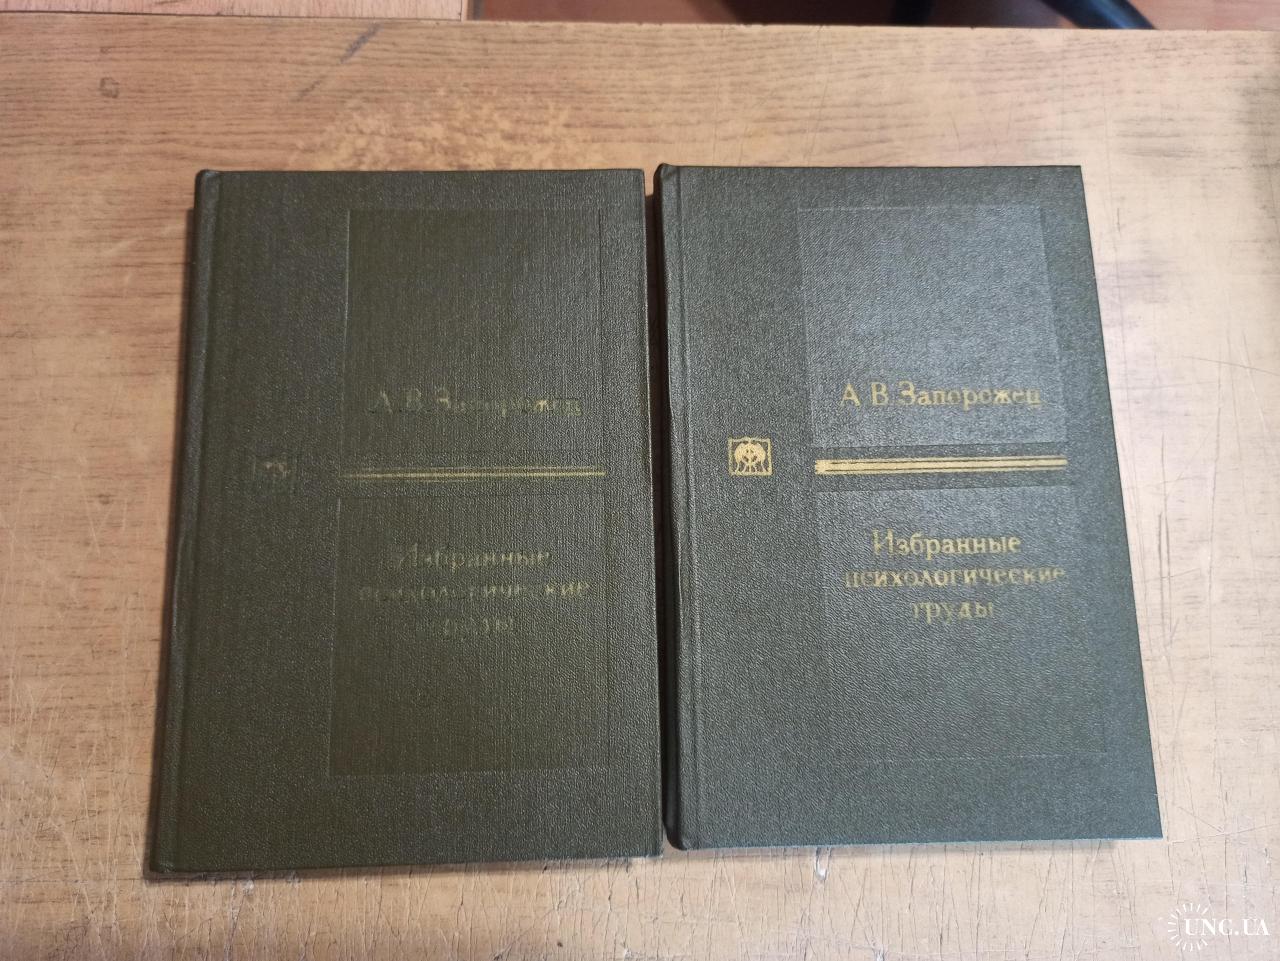 А. В. Запорожец
Избранные
психологические
труды
А. В. Запорожец
Избранные
психологические
труды
UNC.UA